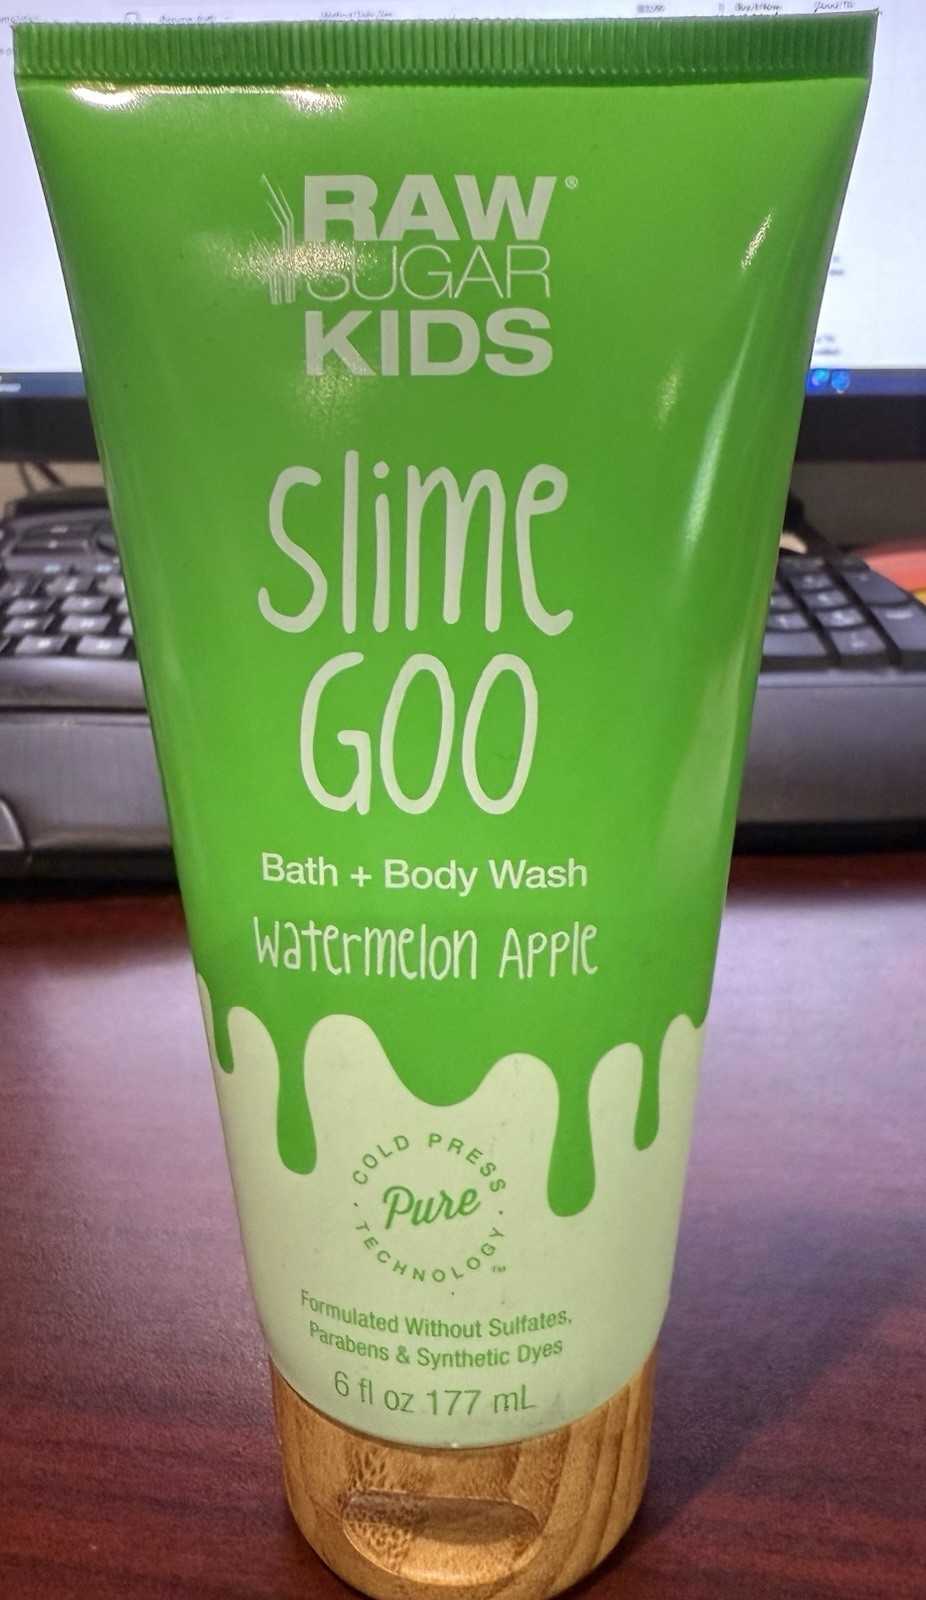 RAW®
SUGAR
KIDS
Slime
GOO
Bath + Body Wash
Watermelon Apple
COLD PRESS
Pure
TECHNOLOGY™
Formulated Without Sulfates,
Parabens & Synthetic Dyes
6 fl oz 177 mL